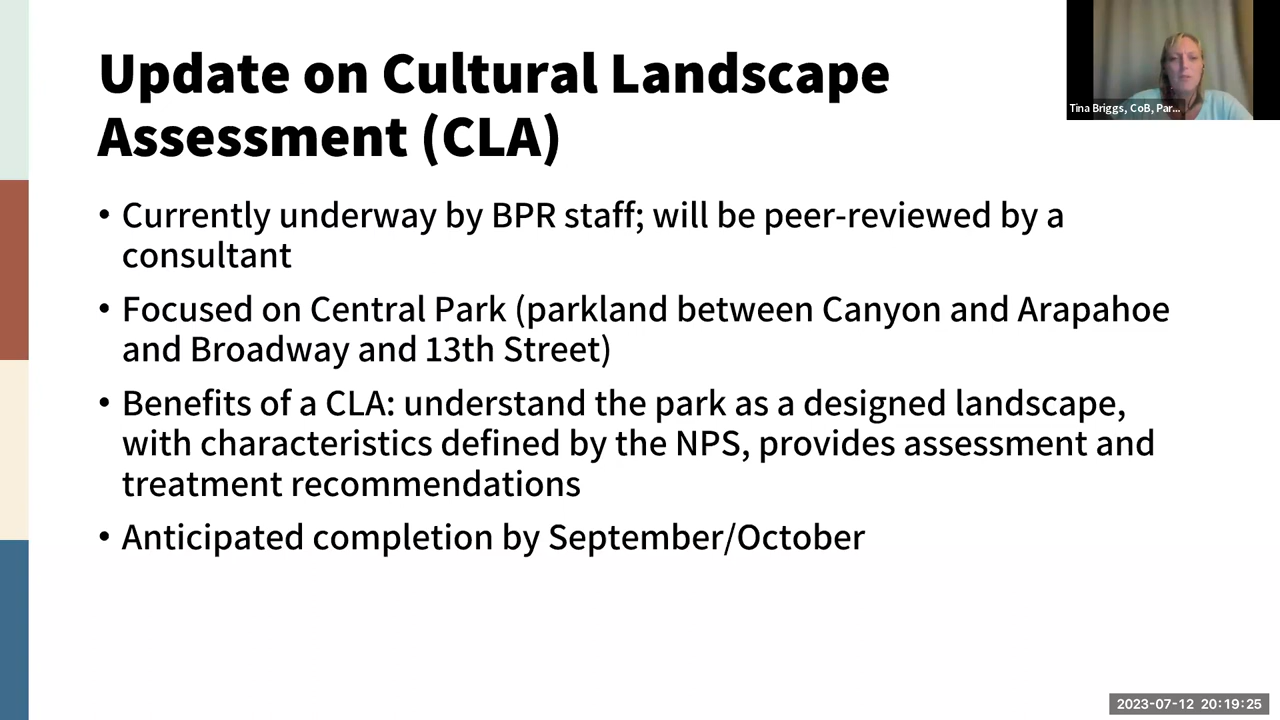 Update on Cultural Landscape
Assessment (CLA)
Tina Briggs, CoB, Par...
• Currently underway by BPR staff; will be peer-reviewed by a
consultant
• Focused on Central Park (parkland between Canyon and Arapahoe
and Broadway and 13th Street)
• Benefits of a CLA: understand the park as a designed landscape,
with characteristics defined by the NPS, provides assessment and
treatment recommendations
• Anticipated completion by September/October
2023-07-12 20:19:25